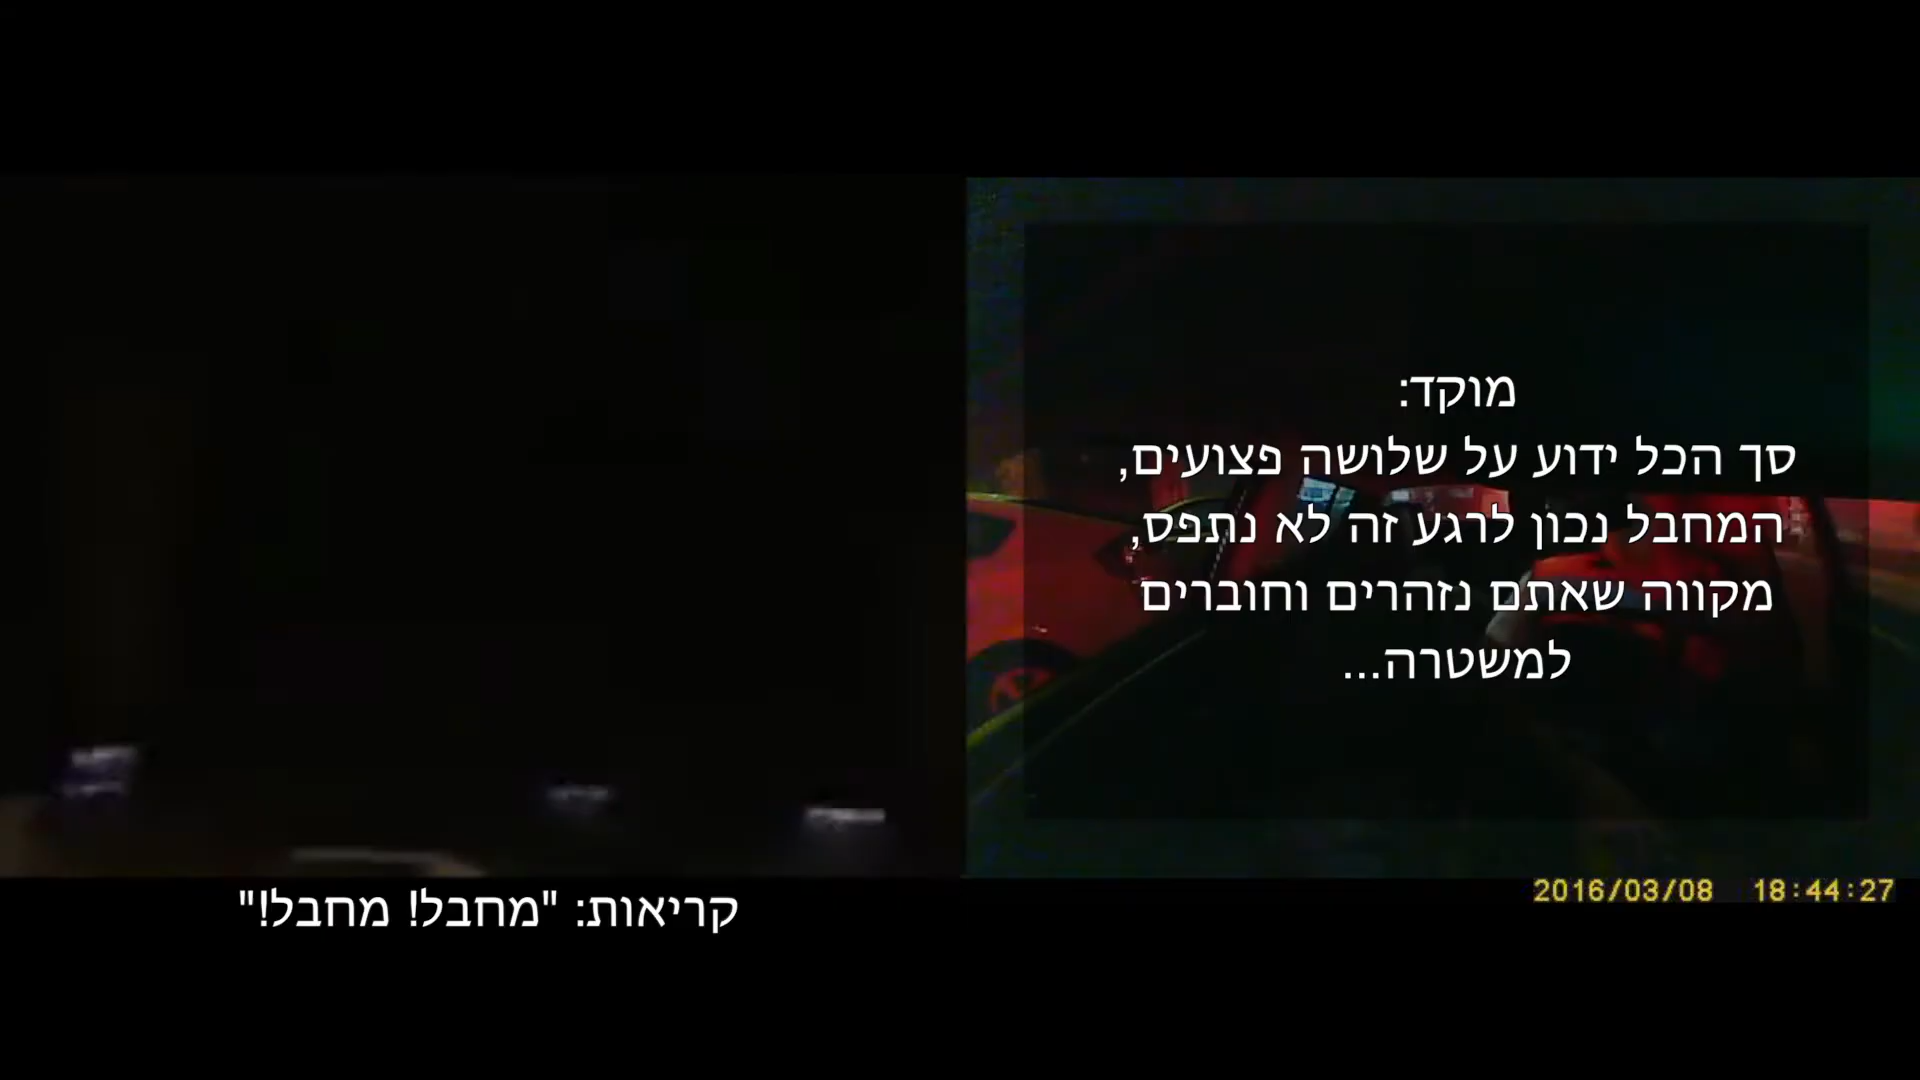 מוקד:
סך הכל ידוע על שלושה פצועים,
המחבל נכון לרגע זה לא נתפס,
מקווה שאתם נזהרים וחוברים
למשטרה...
2016/03/08 18:44:27
קריאות: "מחבל! מחבל!"